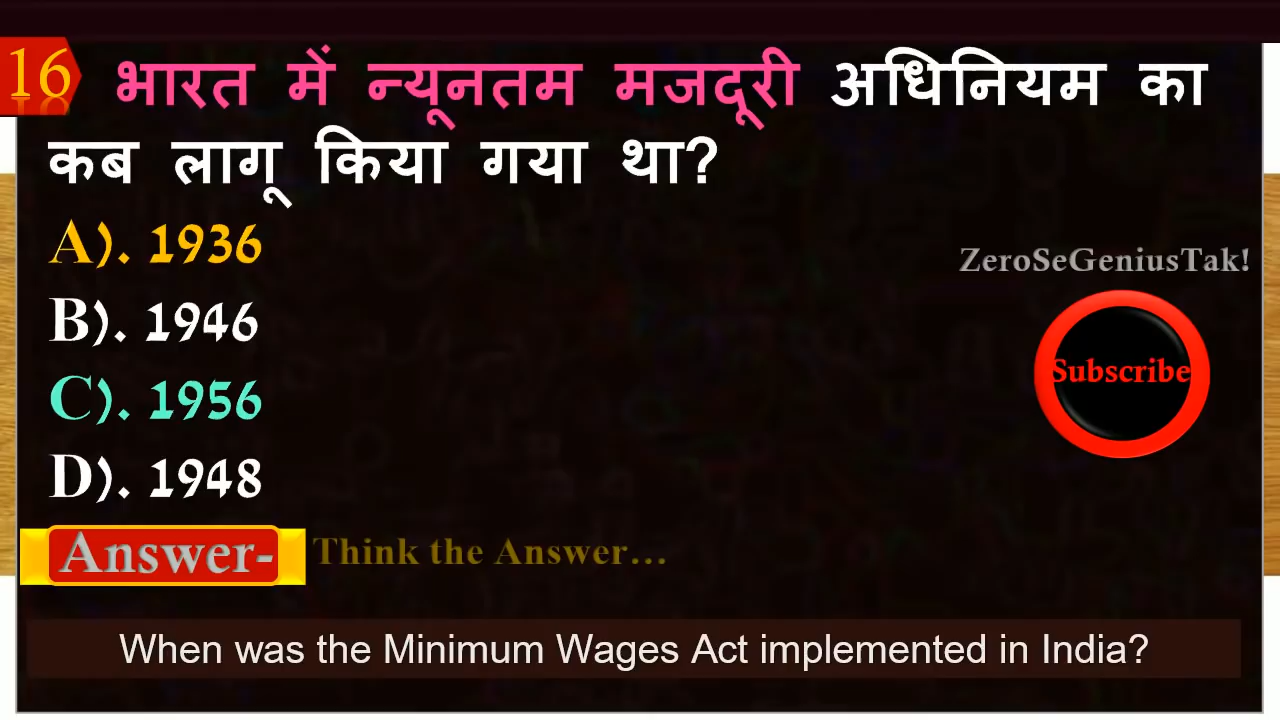 16
भारत में न्यूनतम मजदूरी अधिनियम का
कब लागू किया गया था?
A). 1936
B). 1946
C). 1956
D). 1948
ZeroSeGeniusTak!
Subscribe
Answer- Think the Answer...
When was the Minimum Wages Act implemented in India?